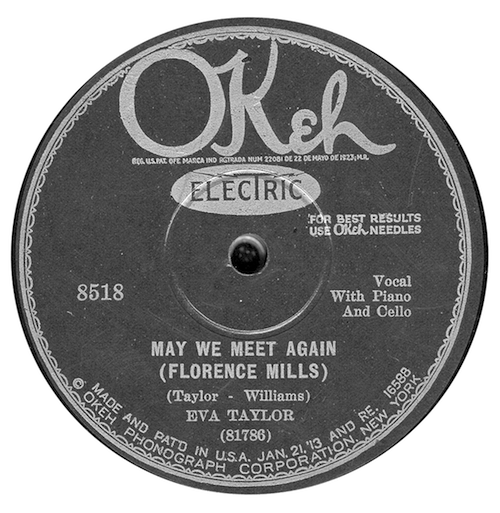 OKeh
REG. U.S. PAT. OFF. MARCA IND RGTRADA NUM 22081 DE 22 DE MAYO DE 1923; M.R.
ELECTRIC
FOR BEST RESULTS
USE OKeh NEEDLES
8518
Vocal
With Piano
And Cello
MAY WE MEET AGAIN
(FLORENCE MILLS)
(Taylor - Williams)
EVA TAYLOR
(81786)
MADE AND PAT'D IN U.S.A. JAN. 21, '13 AND RE. 16588
© OKEH PHONOGRAPH CORPORATION, NEW YORK